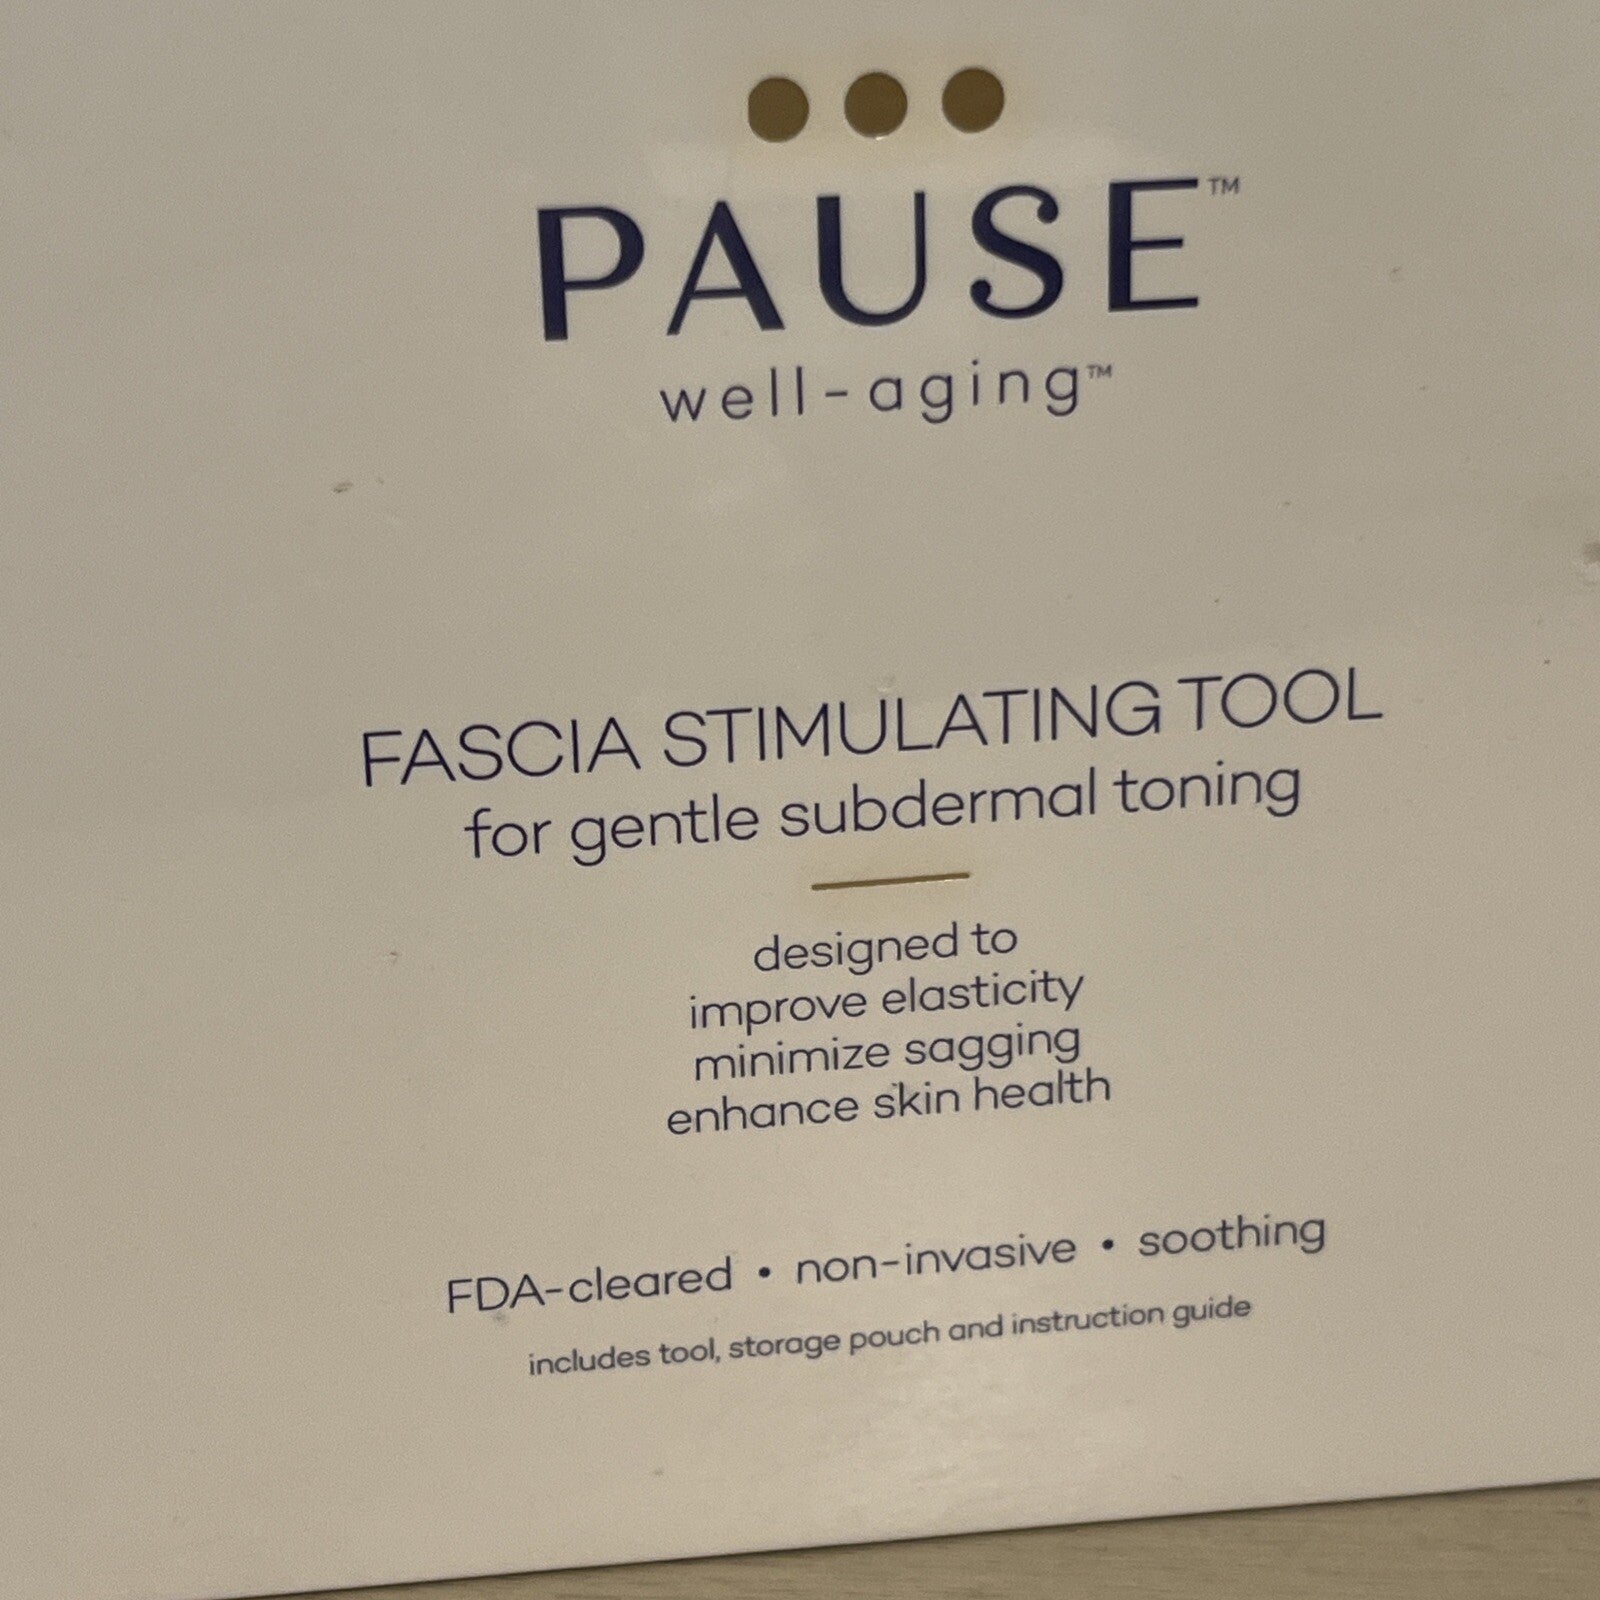 PAUSE™
well-aging™
FASCIA STIMULATING TOOL
for gentle subdermal toning
designed to
improve elasticity
minimize sagging
enhance skin health
FDA-cleared • non-invasive • soothing
includes tool, storage pouch and instruction guide